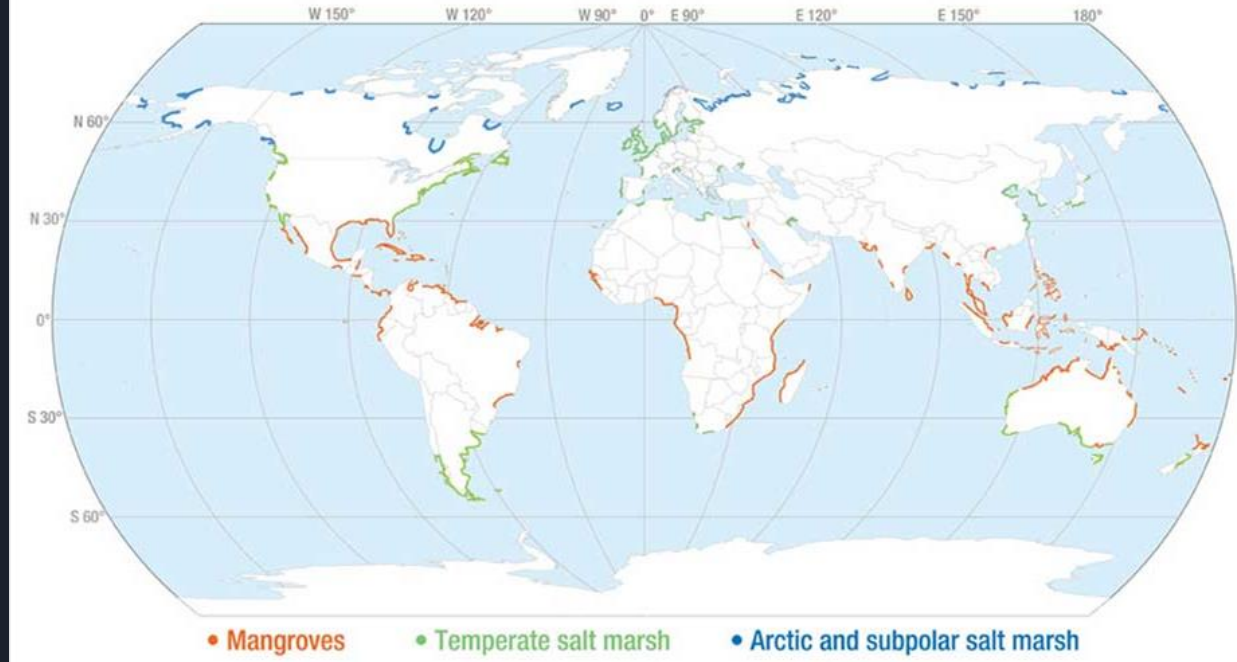 W 150° W 120° W 90° 0° E 90° E 120° E 150° 180°
N 60°
N 30°
0°
S 30°
S 60°
• Mangroves • Temperate salt marsh • Arctic and subpolar salt marsh